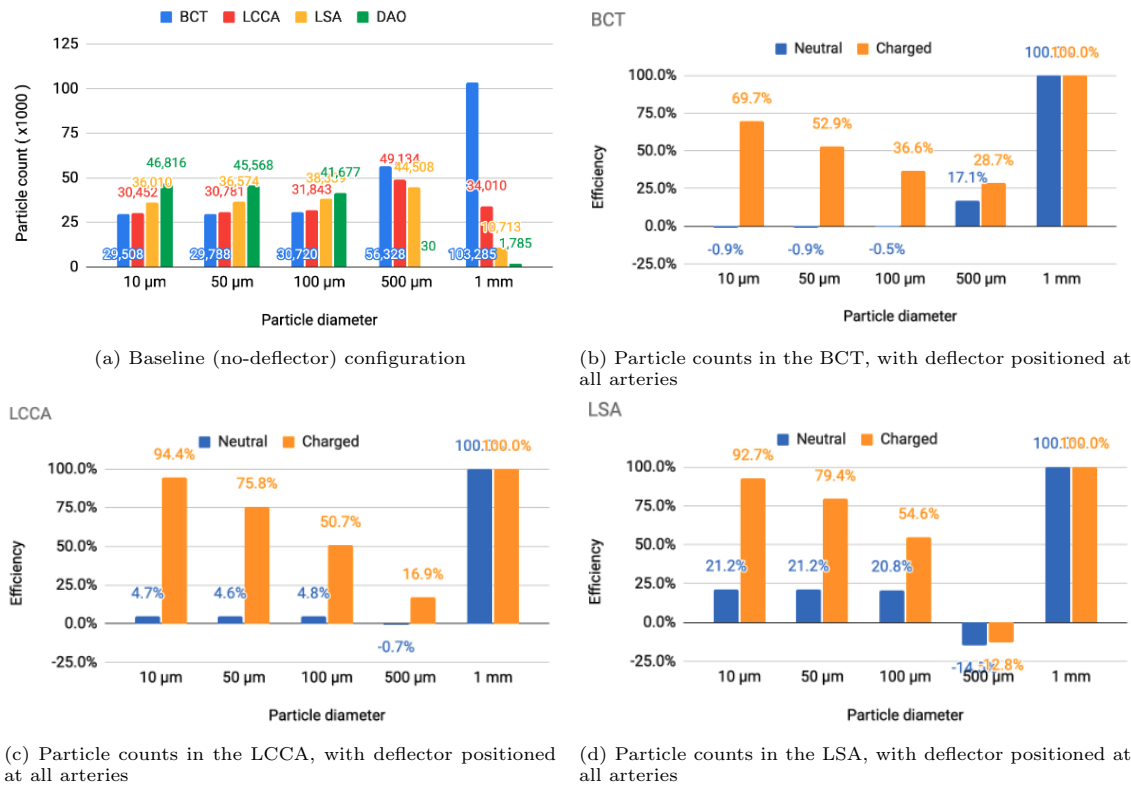 BCT LCCA LSA DAO
Particle count ( x1000 )
125
100
75
50
25
0
29,508 30,452 36,010 46,816
29,788 30,781 36,574 45,568
30,720 31,843 41,677
56,328 49,134 44,508 30
103,285 34,010 10,713 1,785
10 µm 50 µm 100 µm 500 µm 1 mm
Particle diameter
(a) Baseline (no-deflector) configuration
BCT
Neutral Charged
Efficiency
100.0%
75.0%
50.0%
25.0%
0.0%
-25.0%
-0.9% 69.7%
-0.9% 52.9%
-0.5% 36.6%
17.1% 28.7%
100.0%
10 µm 50 µm 100 µm 500 µm 1 mm
Particle diameter
(b) Particle counts in the BCT, with deflector positioned at
all arteries
LCCA
Neutral Charged
Efficiency
100.0%
75.0%
50.0%
25.0%
0.0%
-25.0%
4.7% 94.4%
4.6% 75.8%
4.8% 50.7%
-0.7% 16.9%
100.0%
10 µm 50 µm 100 µm 500 µm 1 mm
Particle diameter
(c) Particle counts in the LCCA, with deflector positioned
at all arteries
LSA
Neutral Charged
Efficiency
100.0%
75.0%
50.0%
25.0%
0.0%
-25.0%
21.2% 92.7%
21.2% 79.4%
20.8% 54.6%
-12.8%
100.0%
10 µm 50 µm 100 µm 500 µm 1 mm
Particle diameter
(d) Particle counts in the LSA, with deflector positioned at
all arteries